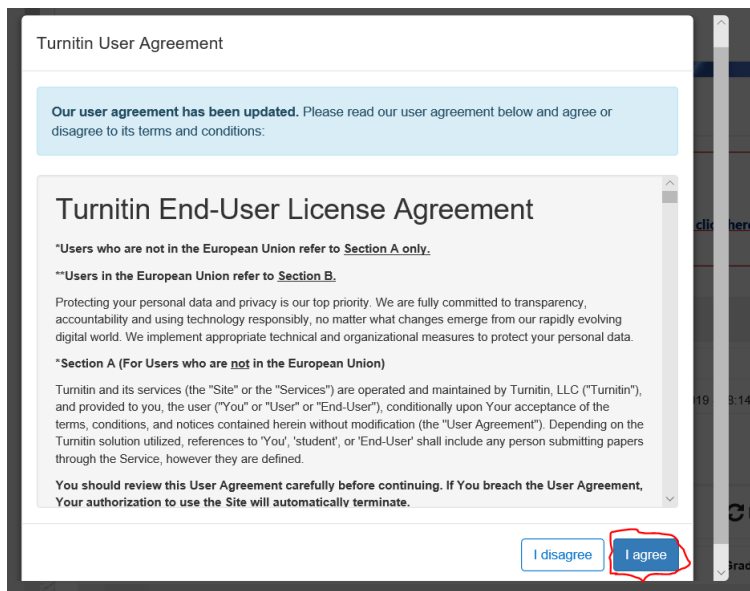 Turnitin User Agreement
Our user agreement has been updated. Please read our user agreement below and agree or
disagree to its terms and conditions:
Turnitin End-User License Agreement
*Users who are not in the European Union refer to Section A only.
**Users in the European Union refer to Section B.
Protecting your personal data and privacy is our top priority. We are fully committed to transparency,
accountability and using technology responsibly, no matter what changes emerge from our rapidly evolving
digital world. We implement appropriate technical and organizational measures to protect your personal data.
*Section A (For Users who are not in the European Union)
Turnitin and its services (the "Site" or the "Services") are operated and maintained by Turnitin, LLC ("Turnitin"),
and provided to you, the user ("You" or "User" or "End-User"), conditionally upon Your acceptance of the
terms, conditions, and notices contained herein without modification (the "User Agreement"). Depending on the
Turnitin solution utilized, references to 'You', 'student', or 'End-User' shall include any person submitting papers
through the Service, however they are defined.
You should review this User Agreement carefully before continuing. If You breach the User Agreement,
Your authorization to use the Site will automatically terminate.
I disagree
I agree